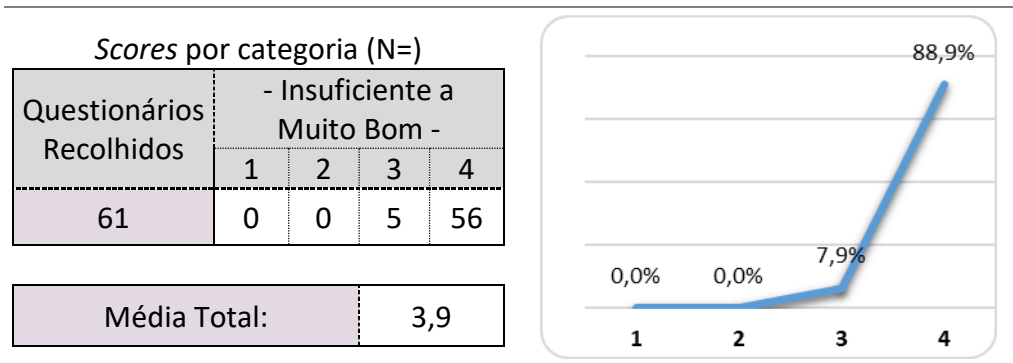 Scores por categoria (N=)
Questionários
Recolhidos
- Insuficiente a
Muito Bom -
1 2 3 4
61 0 0 5 56
Média Total: 3,9
88,9%
7,9%
0,0% 0,0%
1 2 3 4